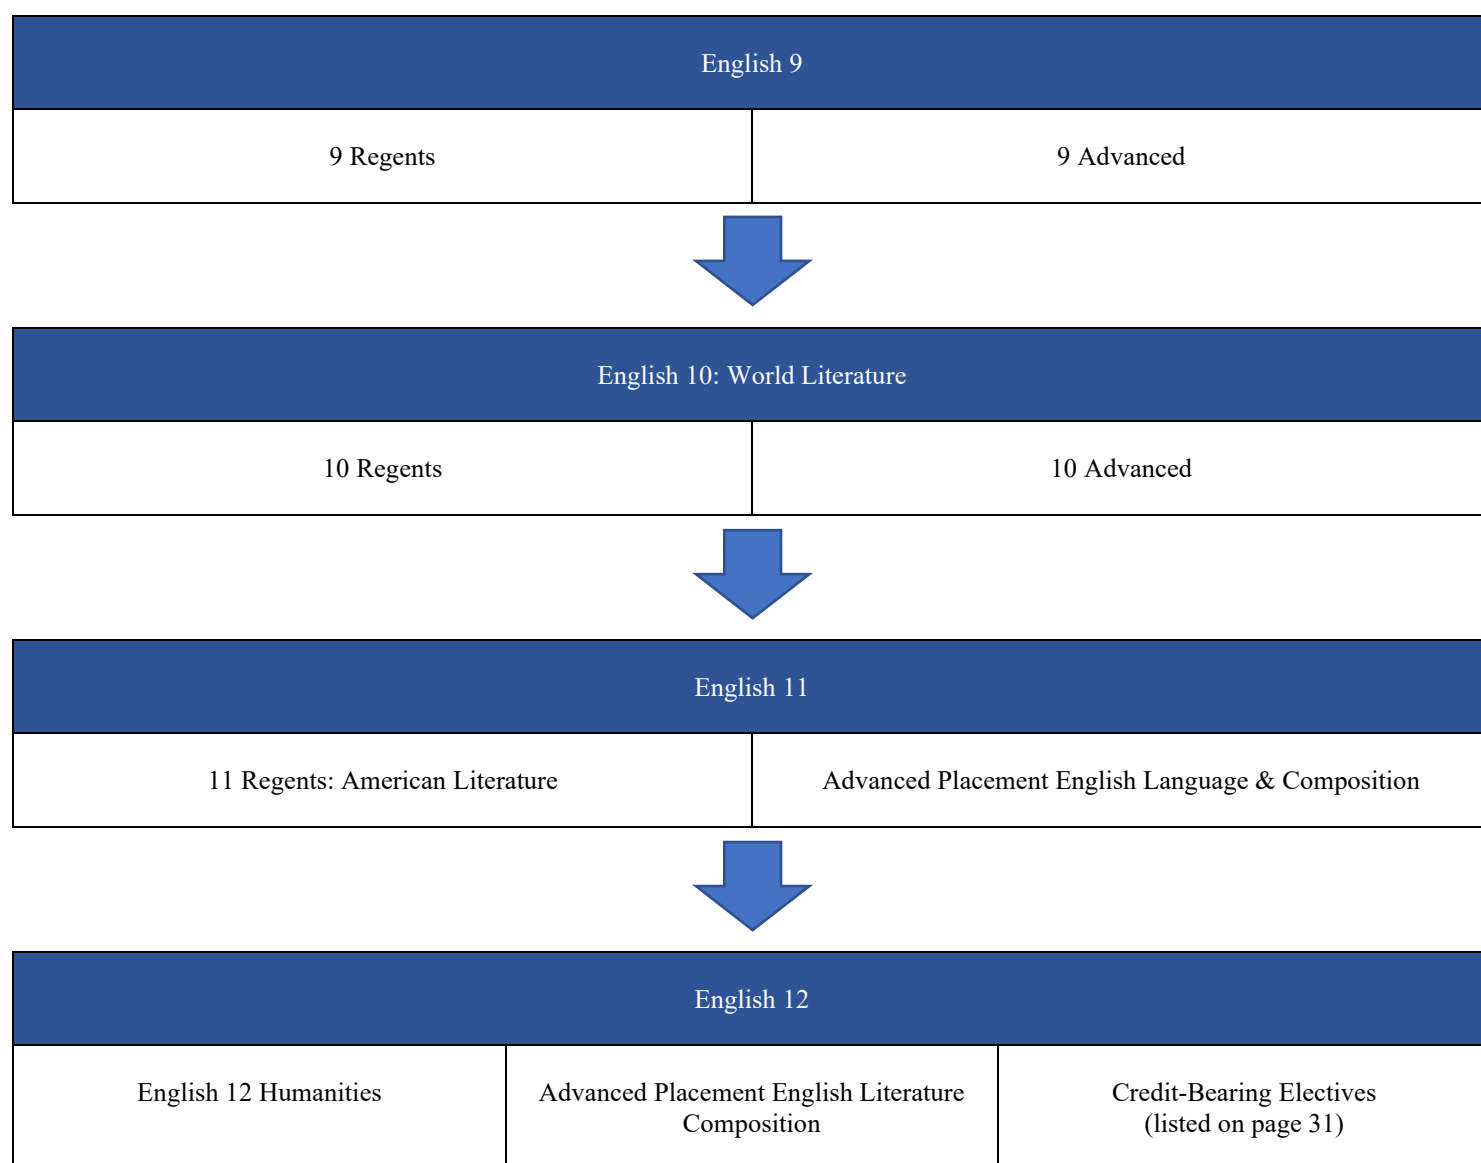 English 9
9 Regents
9 Advanced
English 10: World Literature
10 Regents
10 Advanced
English 11
11 Regents: American Literature
Advanced Placement English Language & Composition
English 12
English 12 Humanities
Advanced Placement English Literature
Composition
Credit-Bearing Electives
(listed on page 31)